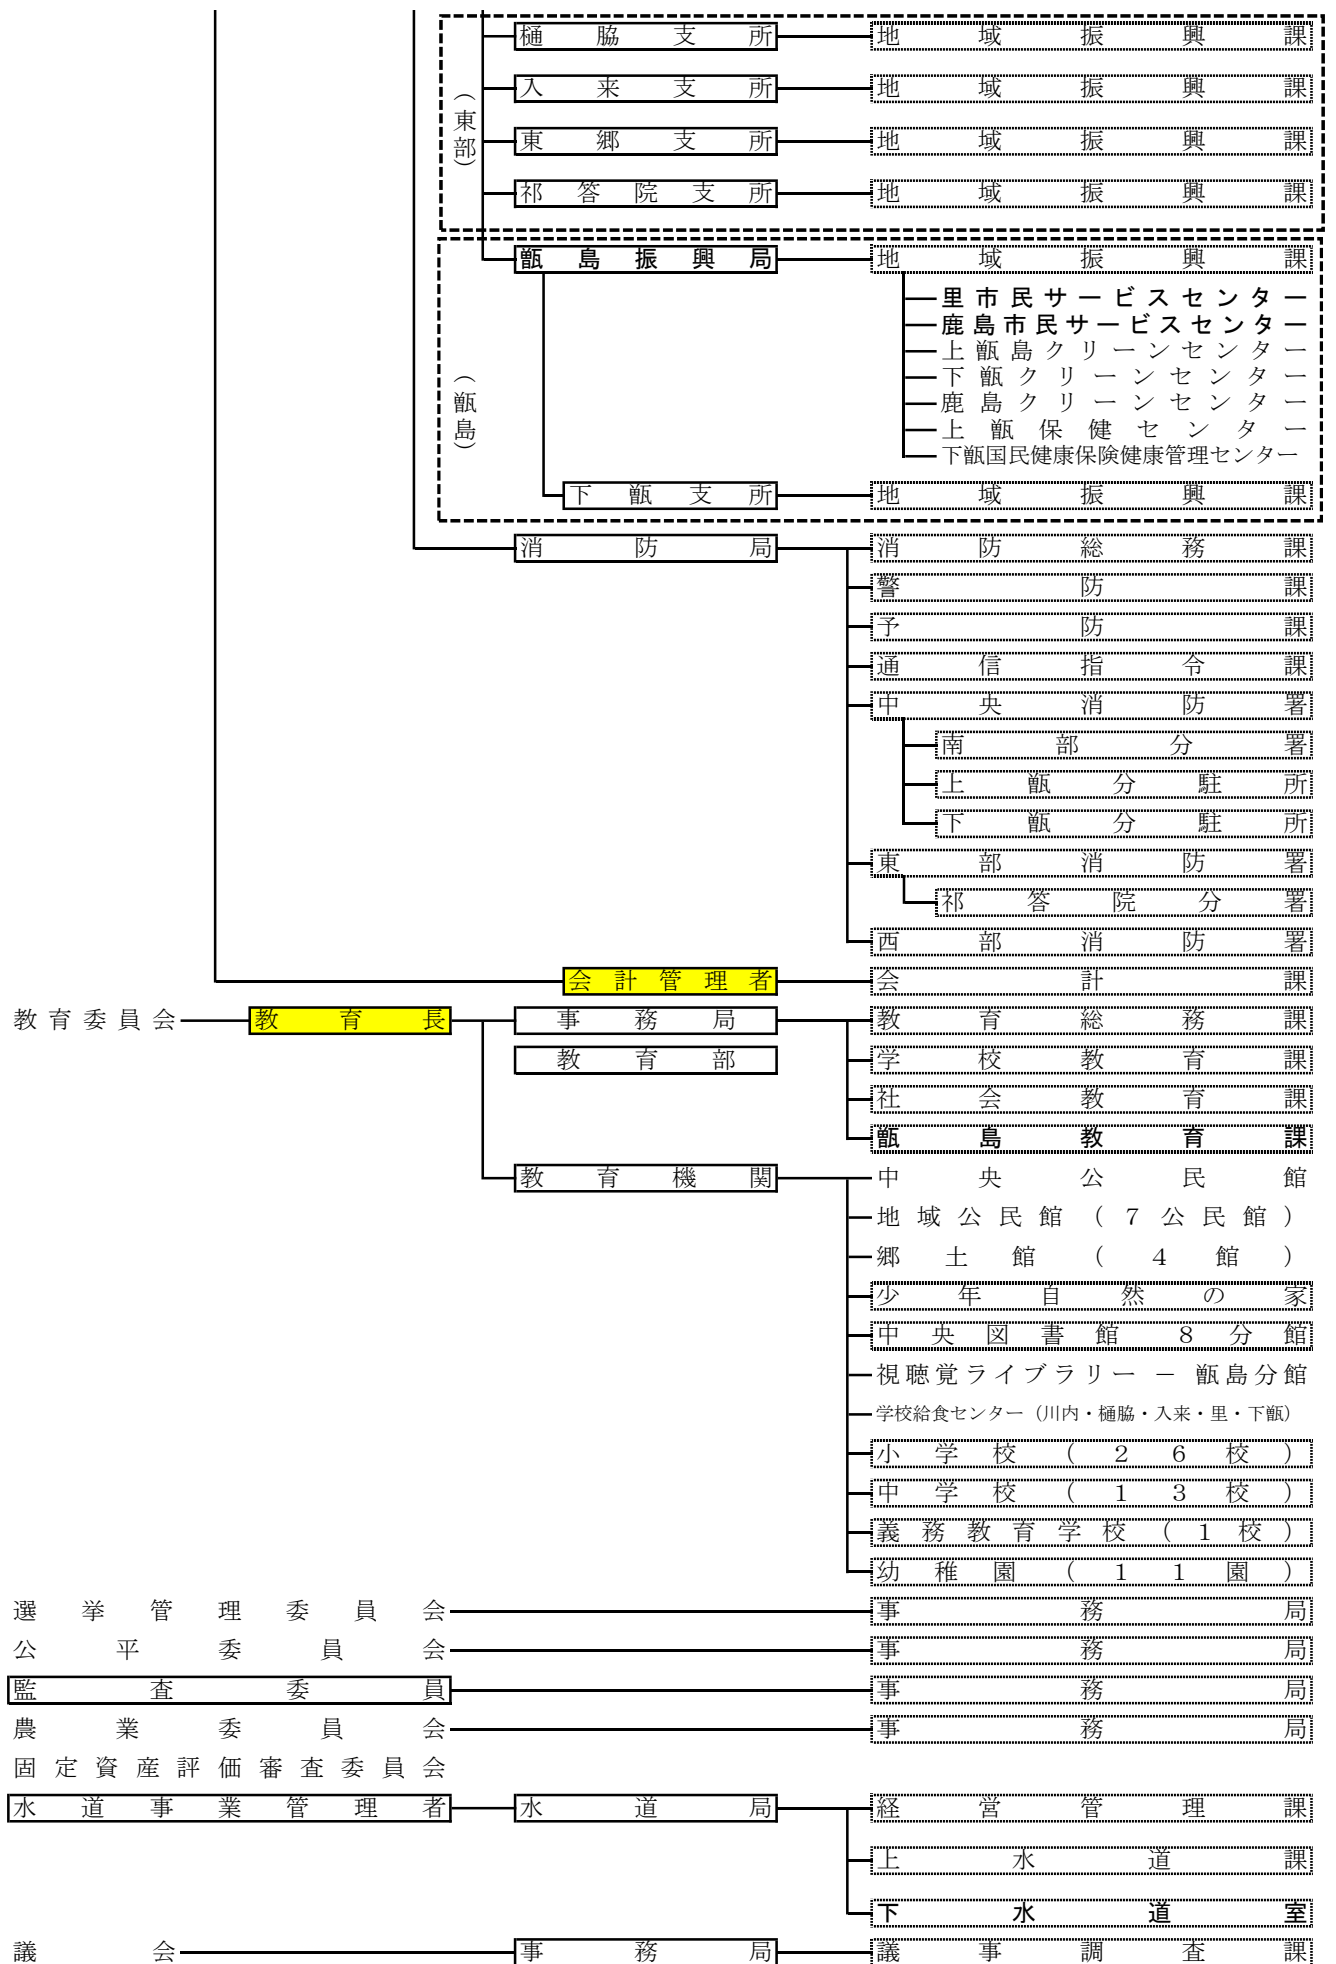 樋脇支所 地域振興課
入来支所 地域振興課
(東部)
東郷支所 地域振興課
祁答院支所 地域振興課
甑島振興局 地域振興課
里市民サービスセンター
鹿島市民サービスセンター
上甑島クリーンセンター
下甑クリーンセンター
(甑島)
鹿島クリーンセンター
上甑保健センター
下甑国民健康保険健康管理センター
下甑支所 地域振興課
消防局 消防総務課
警防課
予防課
通信指令課
中央消防署
南部分署
上甑分駐所
下甑分駐所
東部消防署
祁答院分署
西部消防署
会計管理者 会計課
教育委員会 教育長 事務局 教育総務課
教育部 学校教育課
社会教育課
甑島教育課
教育機関 中央公民館
地域公民館(7公民館)
郷土館(4館)
少年自然の家
中央図書館 8分館
視聴覚ライブラリー - 甑島分館
学校給食センター(川内・樋脇・入来・里・下甑)
小学校(26校)
中学校(13校)
義務教育学校(1校)
幼稚園(11園)
選挙管理委員会 事務局
公平委員会 事務局
監査委員 事務局
農業委員会 事務局
固定資産評価審査委員会
水道事業管理者 水道局 経営管理課
上水道課
下水道室
議会 事務局 議事調査課